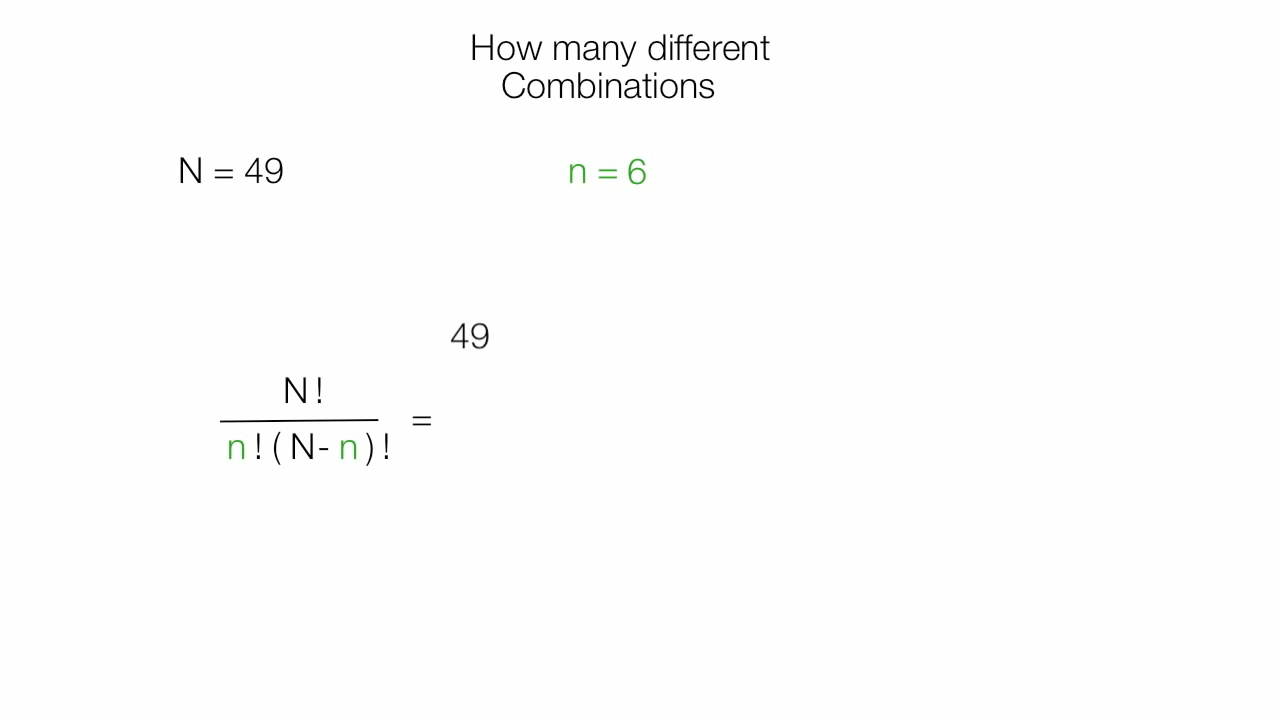 How many different
Combinations
N = 49
n = 6
49
N!
=
n!(N-n)!